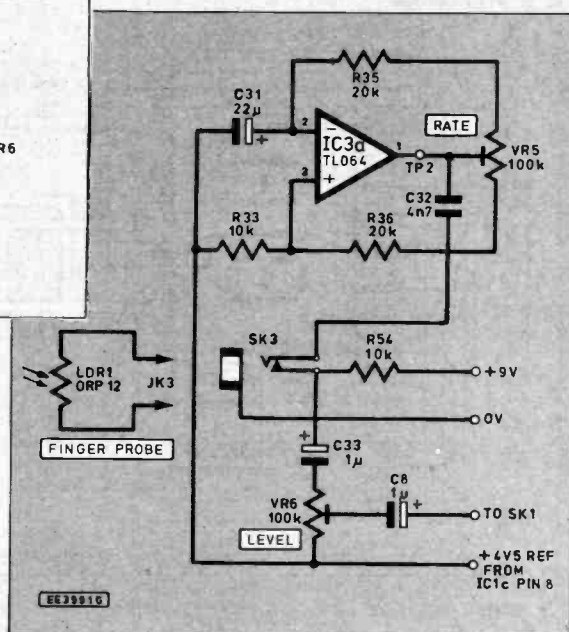 R6
C31
22μ
+
R35
20k
2
−
IC3a
TL064
+
3
1
TP2
RATE
VR5
100k
C32
4n7
R33
10k
R36
20k
LDR1
ORP 12
JK3
FINGER PROBE
SK3
R54
10k
+9V
0V
+
C33
1μ
VR6
100k
LEVEL
C8
1μ
+
TO SK1
+4V5 REF
FROM
IC1c PIN 8
EE3991G